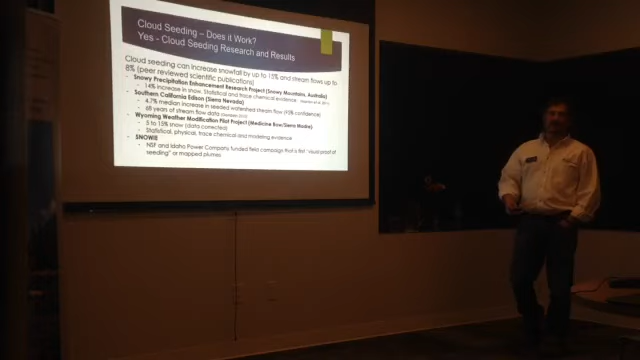 Cloud Seeding – Does it Work?
Yes - Cloud Seeding Research and Results
Cloud seeding can increase snowfall by up to 15% and stream flows up to
8% (peer reviewed scientific publications)
Snowy Precipitation Enhancement Research Project (Snowy Mountains, Australia)
14% increase in snow. Statistical and trace chemical evidence
Southern California Edison (Sierra Nevada)
4.7% median increase in seeded watershed stream flow (90% confidence)
68 years of stream flow data
Wyoming Weather Modification Pilot Project (Medicine Bow/Sierra Madre)
5 to 15% snow (data corrected)
Statistical, physical, trace chemical and modeling evidence
SNOWIE
NSF and Idaho Power Company funded field campaign that is first "visual proof of
seeding" or mapped plumes